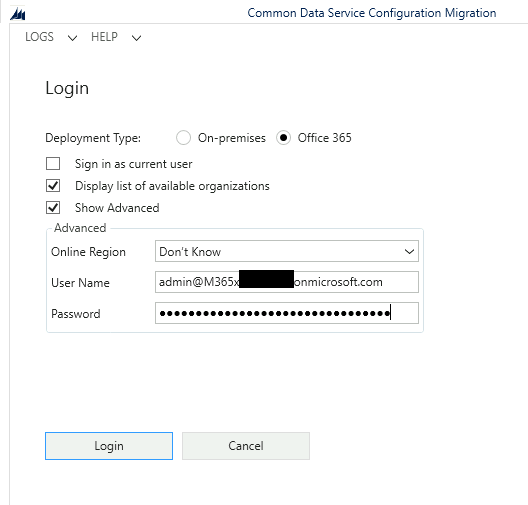 Common Data Service Configuration Migration
LOGS HELP
Login
Deployment Type: On-premises Office 365
Sign in as current user
Display list of available organizations
Show Advanced
Advanced
Online Region Don't Know
User Name admin@M365x onmicrosoft.com
Password ●●●●●●●●●●●●●●●●●●●●●●●●●●●●●●●●
Login Cancel